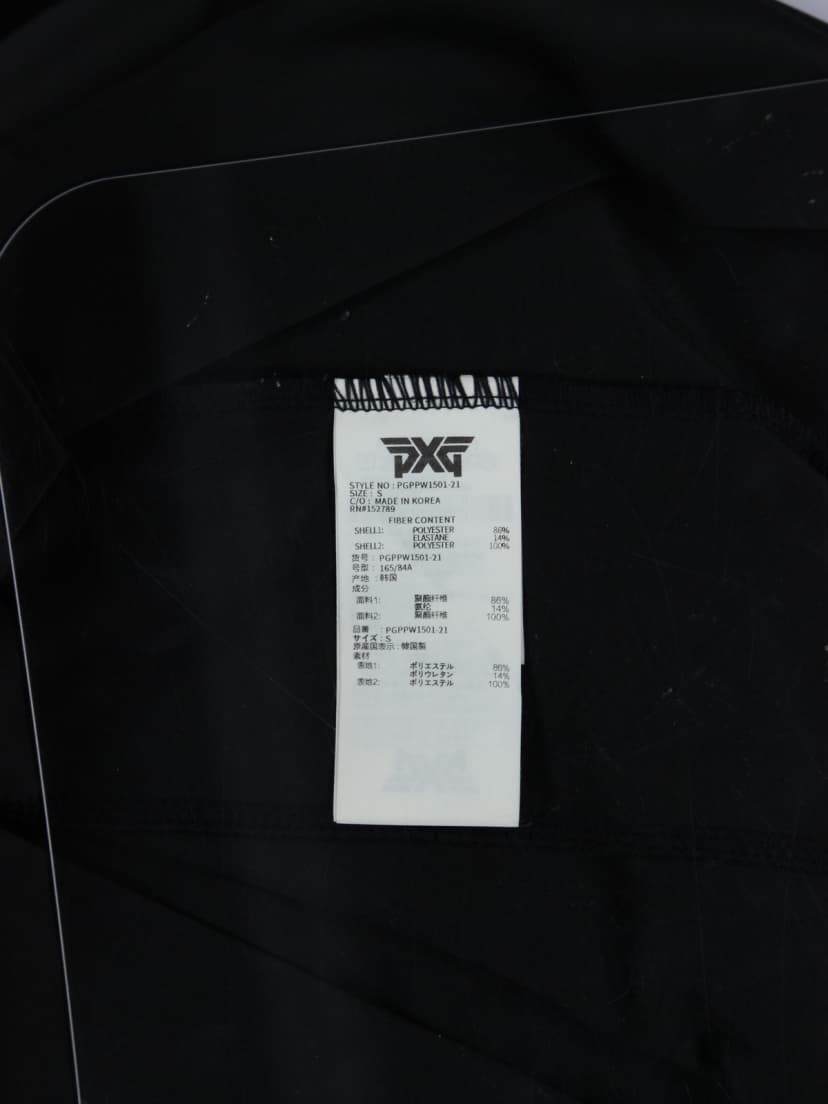 PXG
STYLE NO : PGPPW1501-21
SIZE : S
C/O : MADE IN KOREA
RN#152789
FIBER CONTENT
SHELL1: POLYESTER 86%
ELASTANE 14%
SHELL2: POLYESTER 100%
货号 : PGPPW1501-21
号型 : 165/84A
产地 : 韩国
成分
面料1: 聚酯纤维 86%
氨纶 14%
面料2: 聚酯纤维 100%
品番 : PGPPW1501-21
サイズ : S
原産国表示 : 韓国製
素材
表地1: ポリエステル 86%
ポリウレタン 14%
表地2: ポリエステル 100%